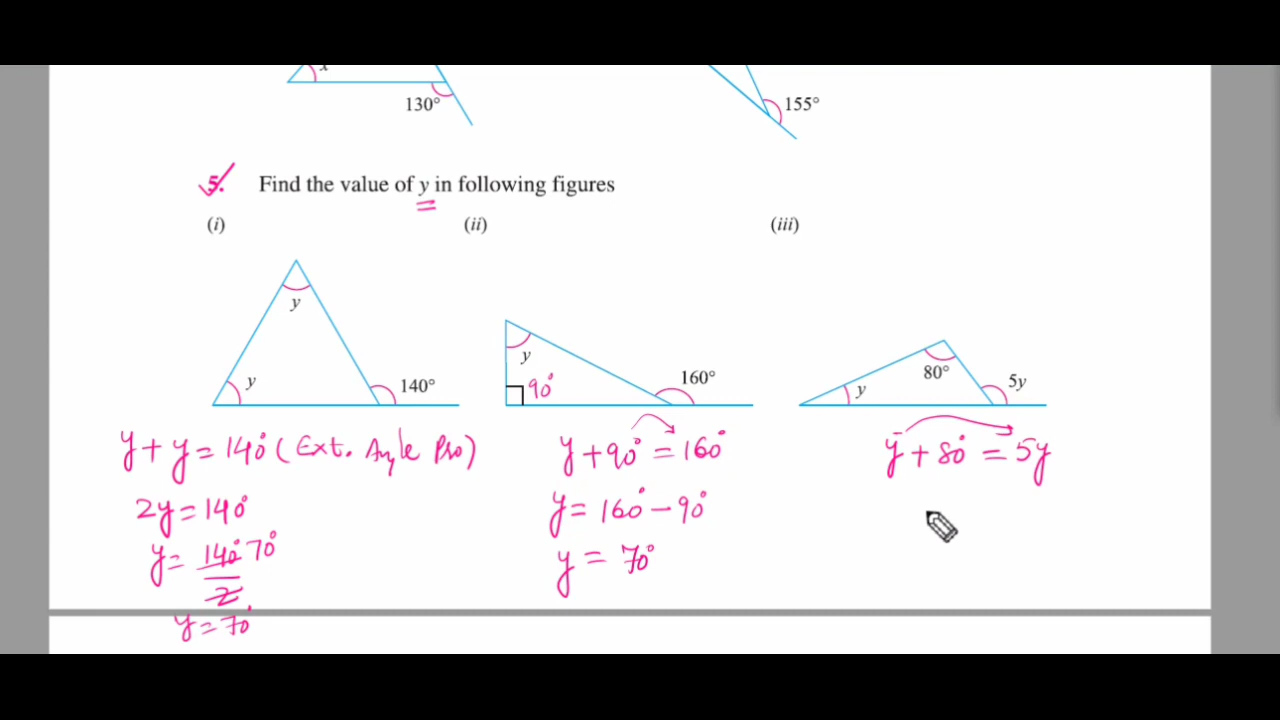 x
130°
155°
5. Find the value of y in following figures
(i) (ii) (iii)
y
y
140°
y
90°
160°
y
80°
5y
y + y = 140° (Ext. Angle Pro)
2y = 140°
y = 140° 70°
2
y = 70°
y + 90° = 160°
y = 160° - 90°
y = 70°
y + 80° = 5y